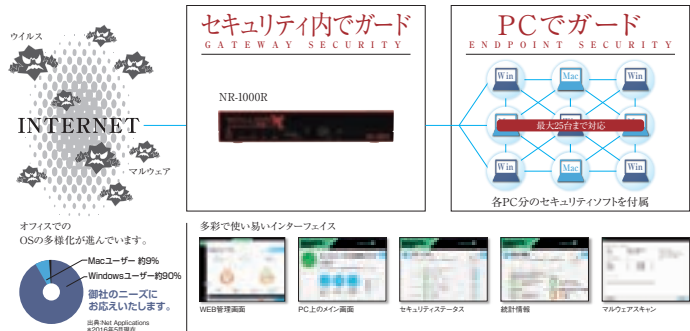 ウイルス
INTERNET
マルウェア
セキュリティ内でガード
GATEWAY SECURITY
NR-1000R
PCでガード
ENDPOINT SECURITY
Win
Mac
Win
最大25台まで対応
Win
Mac
Win
各PC分のセキュリティソフトを付属
オフィスでの
OSの多様化が進んでいます。
Macユーザー 約9%
Windowsユーザー約90%
御社のニーズに
お応えいたします。
出典:Net Applications
※2016年5月現在
多彩で使い易いインターフェイス
WEB管理画面
PC上のメイン画面
セキュリティステータス
統計情報
マルウェアスキャン